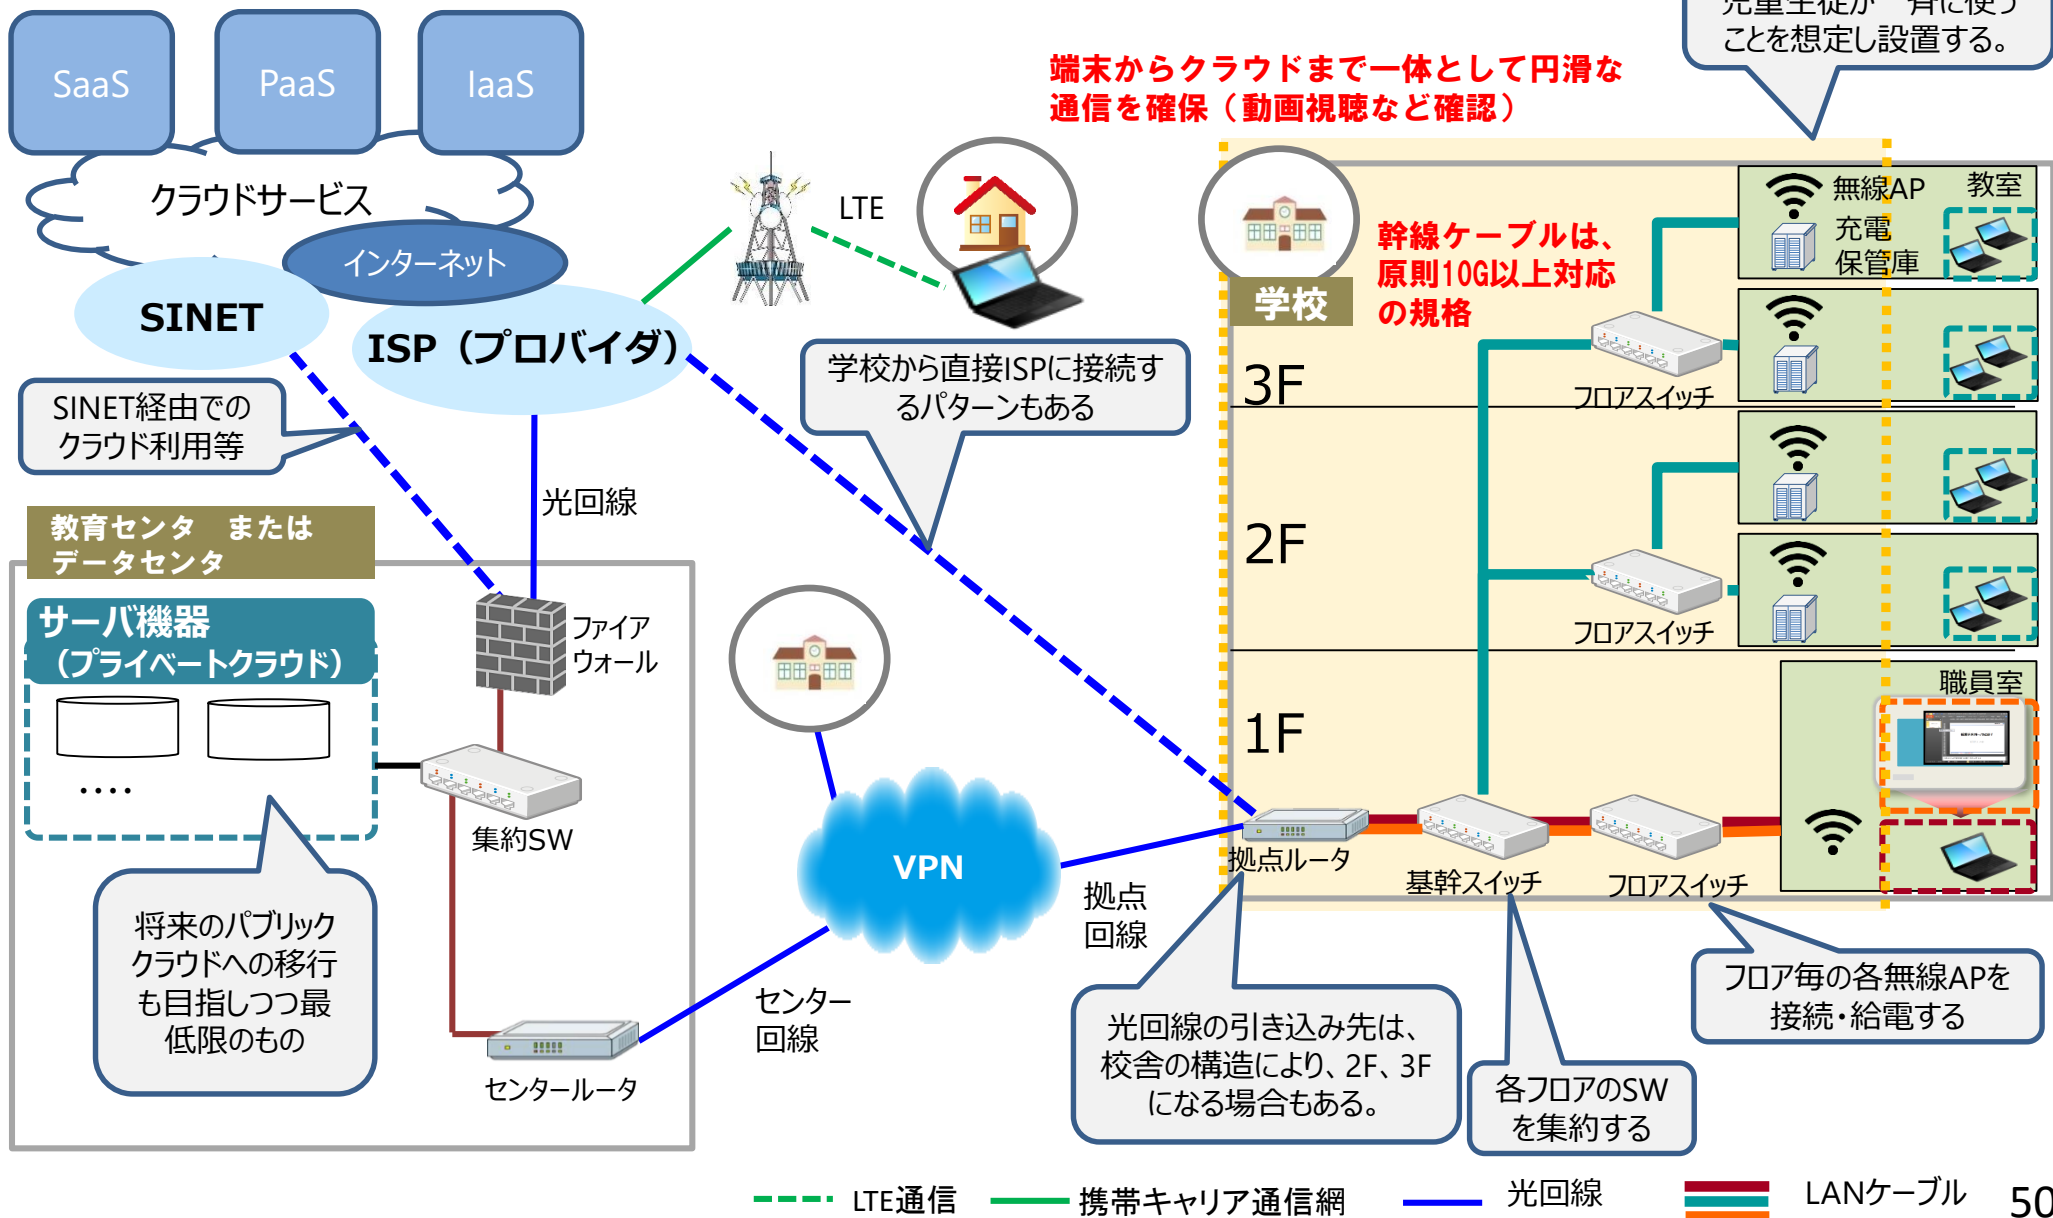 SaaS
PaaS
IaaS
クラウドサービス
インターネット
SINET
ISP（プロバイダ）
LTE
端末からクラウドまで一体として円滑な
通信を確保（動画視聴など確認）
児童生徒が一斉に使う
ことを想定し設置する。
学校
幹線ケーブルは、
原則10G以上対応
の規格
無線AP
教室
充電
保管庫
3F
フロアスイッチ
2F
フロアスイッチ
1F
職員室
拠点ルータ
基幹スイッチ
フロアスイッチ
SINET経由での
クラウド利用等
学校から直接ISPに接続す
るパターンもある
光回線
教育センタ　または
データセンタ
サーバ機器
（プライベートクラウド）
‥‥
ファイア
ウォール
集約SW
センタールータ
将来のパブリック
クラウドへの移行
も目指しつつ最
低限のもの
VPN
拠点
回線
センター
回線
光回線の引き込み先は、
校舎の構造により、2F、3F
になる場合もある。
各フロアのSW
を集約する
フロア毎の各無線APを
接続・給電する
LTE通信
携帯キャリア通信網
光回線
LANケーブル
50